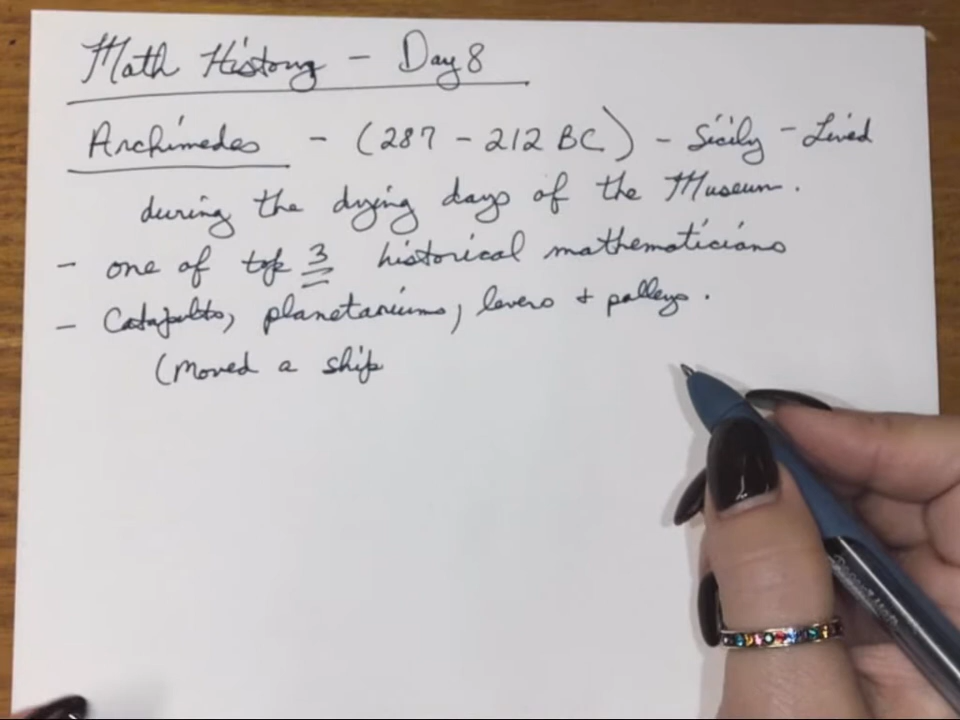 Math History - Day 8
Archimedes - (287 - 212 BC) - Sicily - Lived
during the dying days of the Museum.
- one of top 3 historical mathematicians
- Catapults, planetariums, levers + pulleys.
(Moved a ship